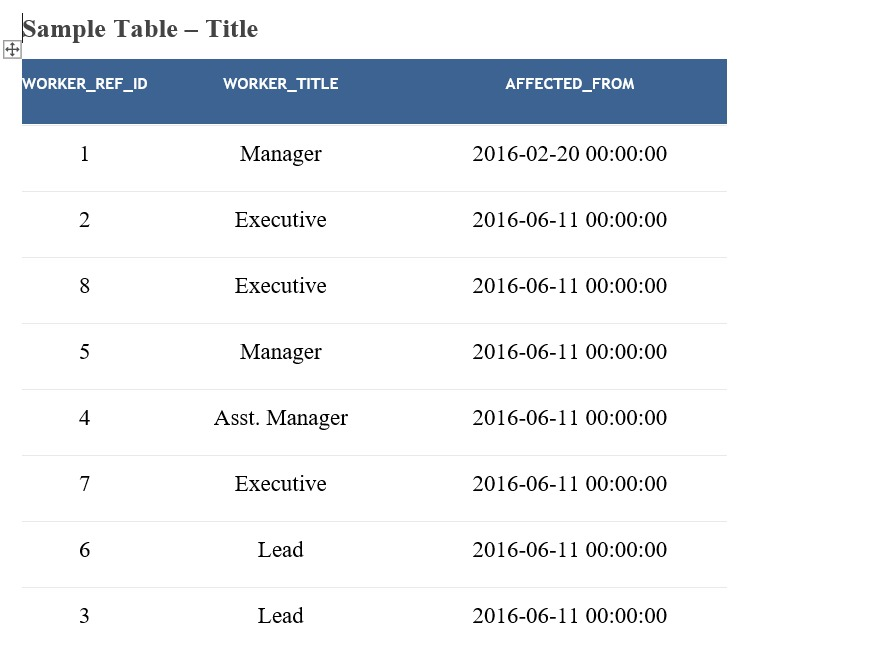 Sample Table – Title
WORKER_REF_ID WORKER_TITLE AFFECTED_FROM
1 Manager 2016-02-20 00:00:00
2 Executive 2016-06-11 00:00:00
8 Executive 2016-06-11 00:00:00
5 Manager 2016-06-11 00:00:00
4 Asst. Manager 2016-06-11 00:00:00
7 Executive 2016-06-11 00:00:00
6 Lead 2016-06-11 00:00:00
3 Lead 2016-06-11 00:00:00